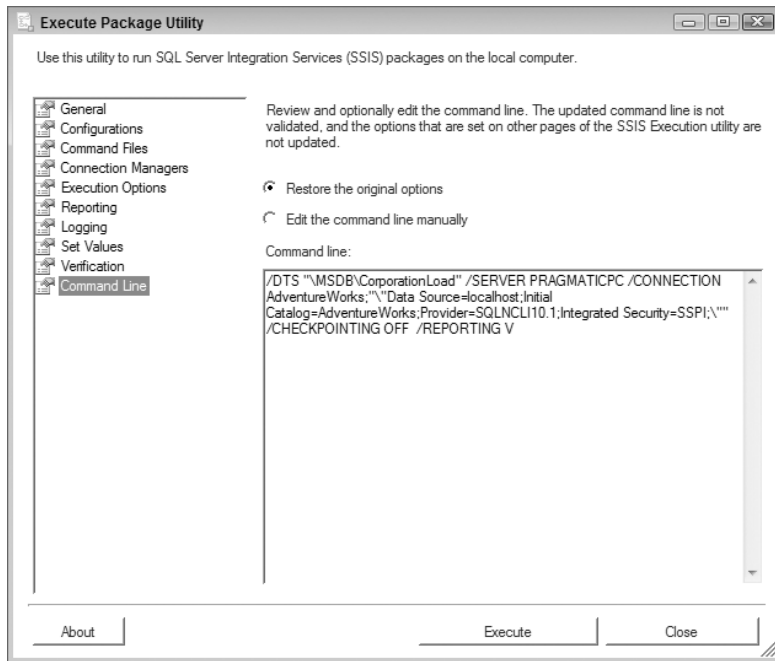 Execute Package Utility
Use this utility to run SQL Server Integration Services (SSIS) packages on the local computer.
General
Configurations
Command Files
Connection Managers
Execution Options
Reporting
Logging
Set Values
Verification
Command Line
Review and optionally edit the command line. The updated command line is not
validated, and the options that are set on other pages of the SSIS Execution utility are
not updated.
Restore the original options
Edit the command line manually
Command line:
/DTS "\MSDB\CorporationLoad" /SERVER PRAGMATICPC /CONNECTION
AdventureWorks;"\"Data Source=localhost;Initial
Catalog=AdventureWorks;Provider=SQLNCLI10.1;Integrated Security=SSPI;\""
/CHECKPOINTING OFF  /REPORTING V
About
Execute
Close